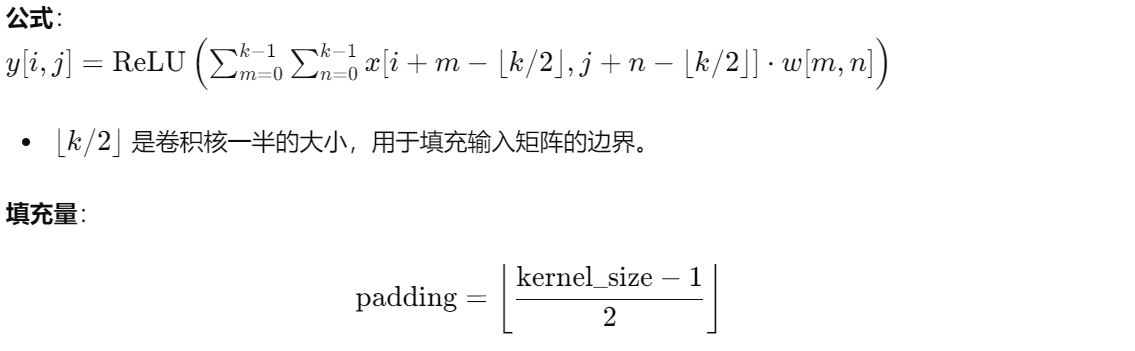 公式：
y[i, j] = ReLU (∑_{m=0}^{k−1} ∑_{n=0}^{k−1} x[i + m − ⌊k/2⌋, j + n − ⌊k/2⌋] · w[m, n])
• ⌊k/2⌋ 是卷积核一半的大小，用于填充输入矩阵的边界。
填充量：
padding = ⌊(kernel_size − 1)/2⌋